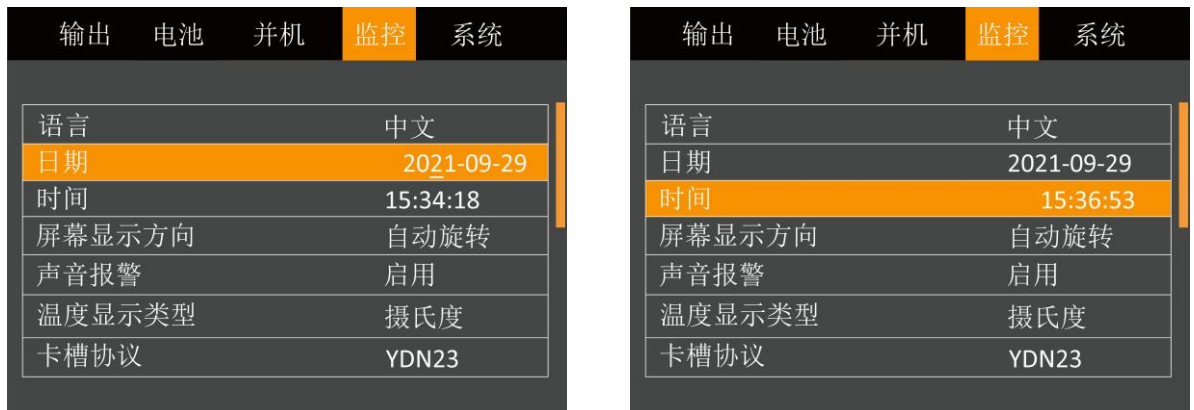 输出 电池 并机 监控 系统
语言 中文
日期 2021-09-29
时间 15:34:18
屏幕显示方向 自动旋转
声音报警 启用
温度显示类型 摄氏度
卡槽协议 YDN23
输出 电池 并机 监控 系统
语言 中文
日期 2021-09-29
时间 15:36:53
屏幕显示方向 自动旋转
声音报警 启用
温度显示类型 摄氏度
卡槽协议 YDN23